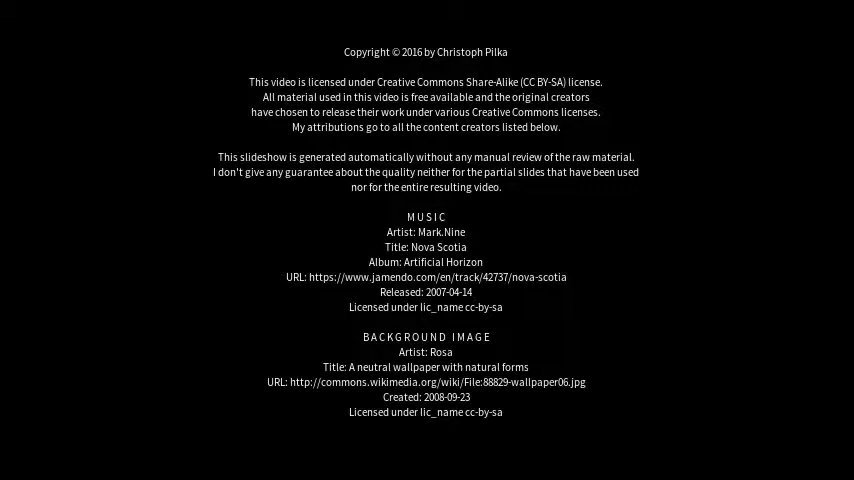 Copyright © 2016 by Christoph Pilka
This video is licensed under Creative Commons Share-Alike (CC BY-SA) license.
All material used in this video is free available and the original creators
have chosen to release their work under various Creative Commons licenses.
My attributions go to all the content creators listed below.
This slideshow is generated automatically without any manual review of the raw material.
I don't give any guarantee about the quality neither for the partial slides that have been used
nor for the entire resulting video.
MUSIC
Artist: Mark.Nine
Title: Nova Scotia
Album: Artificial Horizon
URL: https://www.jamendo.com/en/track/42737/nova-scotia
Released: 2007-04-14
Licensed under lic_name cc-by-sa
BACKGROUND IMAGE
Artist: Rosa
Title: A neutral wallpaper with natural forms
URL: http://commons.wikimedia.org/wiki/File:88829-wallpaper06.jpg
Created: 2008-09-23
Licensed under lic_name cc-by-sa